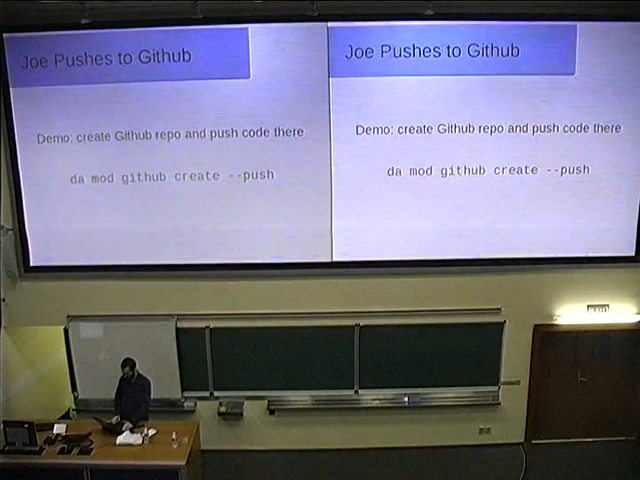 Joe Pushes to Github
Demo: create Github repo and push code there
da mod github create --push
Joe Pushes to Github
Demo: create Github repo and push code there
da mod github create --push